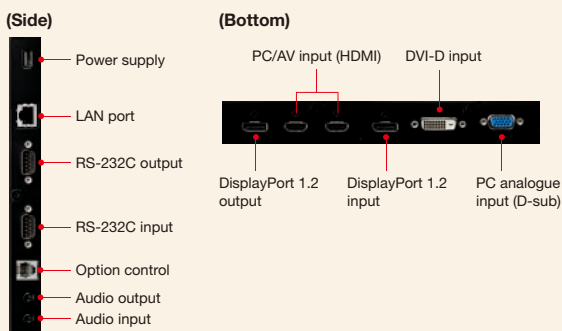 (Side)
Power supply
LAN port
RS-232C output
RS-232C input
Option control
Audio output
Audio input
(Bottom)
PC/AV input (HDMI)
DVI-D input
DisplayPort 1.2
output
DisplayPort 1.2
input
PC analogue
input (D-sub)